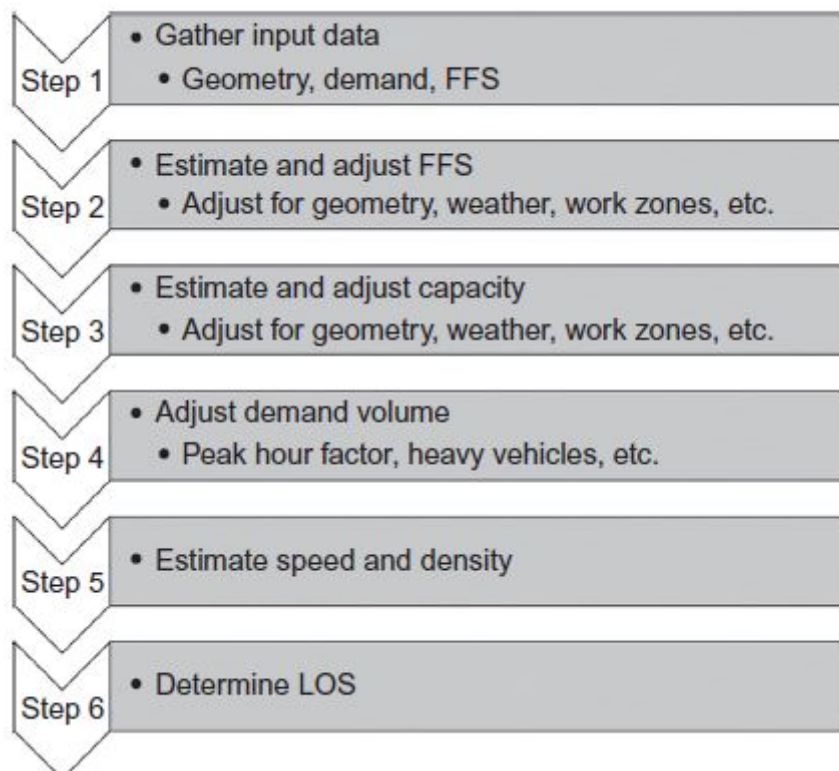 Step 1
• Gather input data
• Geometry, demand, FFS
Step 2
• Estimate and adjust FFS
• Adjust for geometry, weather, work zones, etc.
Step 3
• Estimate and adjust capacity
• Adjust for geometry, weather, work zones, etc.
Step 4
• Adjust demand volume
• Peak hour factor, heavy vehicles, etc.
Step 5
• Estimate speed and density
Step 6
• Determine LOS